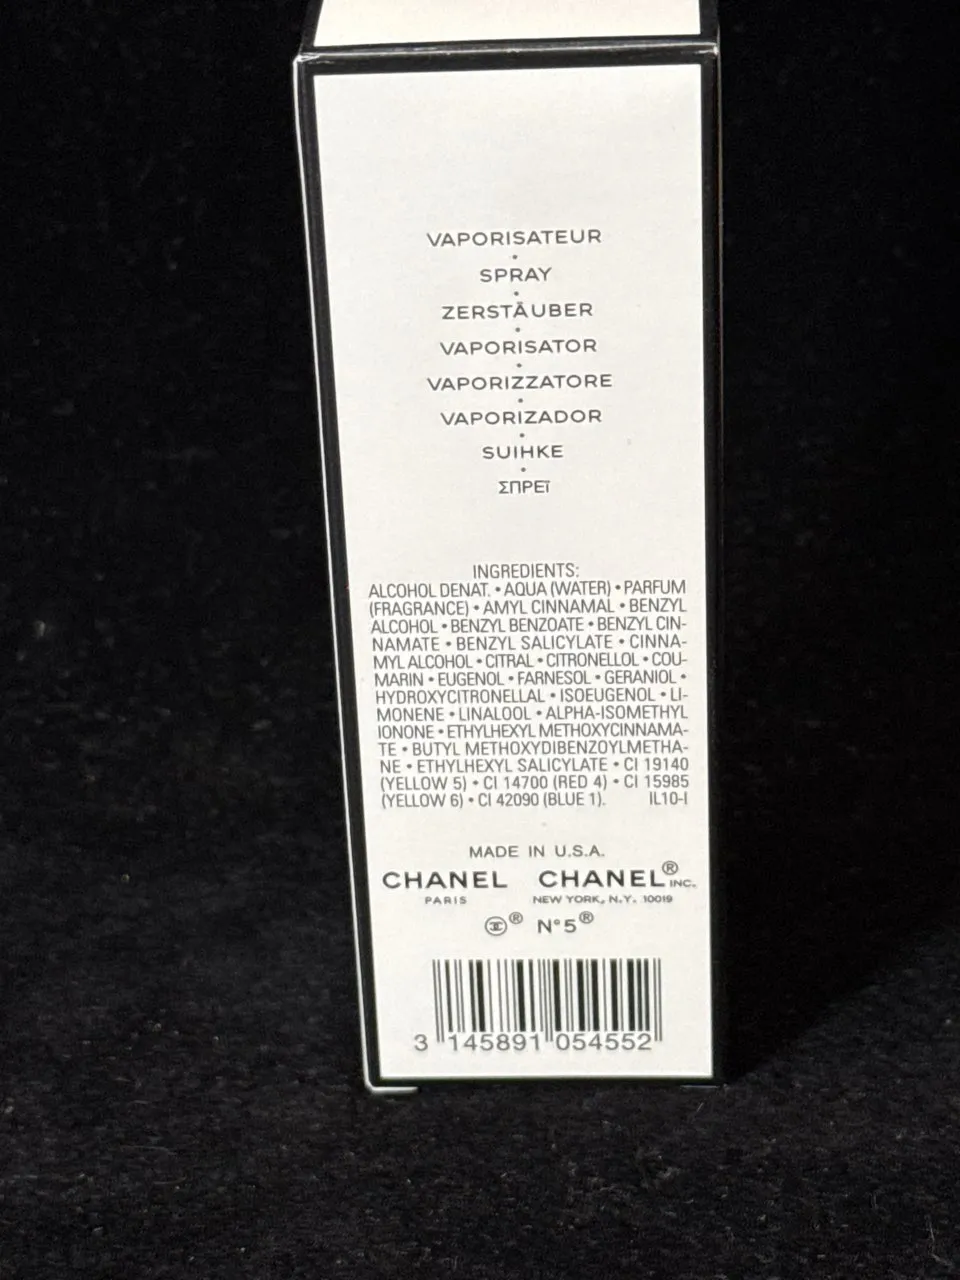 VAPORISATEUR
•
SPRAY
•
ZERSTÄUBER
•
VAPORISATOR
•
VAPORIZZATORE
•
VAPORIZADOR
•
SUIHKE
•
ΣΠΡΕΪ
INGREDIENTS:
ALCOHOL DENAT. • AQUA (WATER) • PARFUM
(FRAGRANCE) • AMYL CINNAMAL • BENZYL
ALCOHOL • BENZYL BENZOATE • BENZYL CIN-
NAMATE • BENZYL SALICYLATE • CINNA-
MYL ALCOHOL • CITRAL • CITRONELLOL • COU-
MARIN • EUGENOL • FARNESOL • GERANIOL •
HYDROXYCITRONELLAL • ISOEUGENOL • LI-
MONENE • LINALOOL • ALPHA-ISOMETHYL
IONONE • ETHYLHEXYL METHOXYCINNAMA-
TE • BUTYL METHOXYDIBENZOYLMETHA-
NE • ETHYLHEXYL SALICYLATE • CI 19140
(YELLOW 5) • CI 14700 (RED 4) • CI 15985
(YELLOW 6) • CI 42090 (BLUE 1). IL10-I
MADE IN U.S.A.
CHANEL CHANEL® INC.
PARIS NEW YORK, N.Y. 10019
® N°5®
3 145891 054552